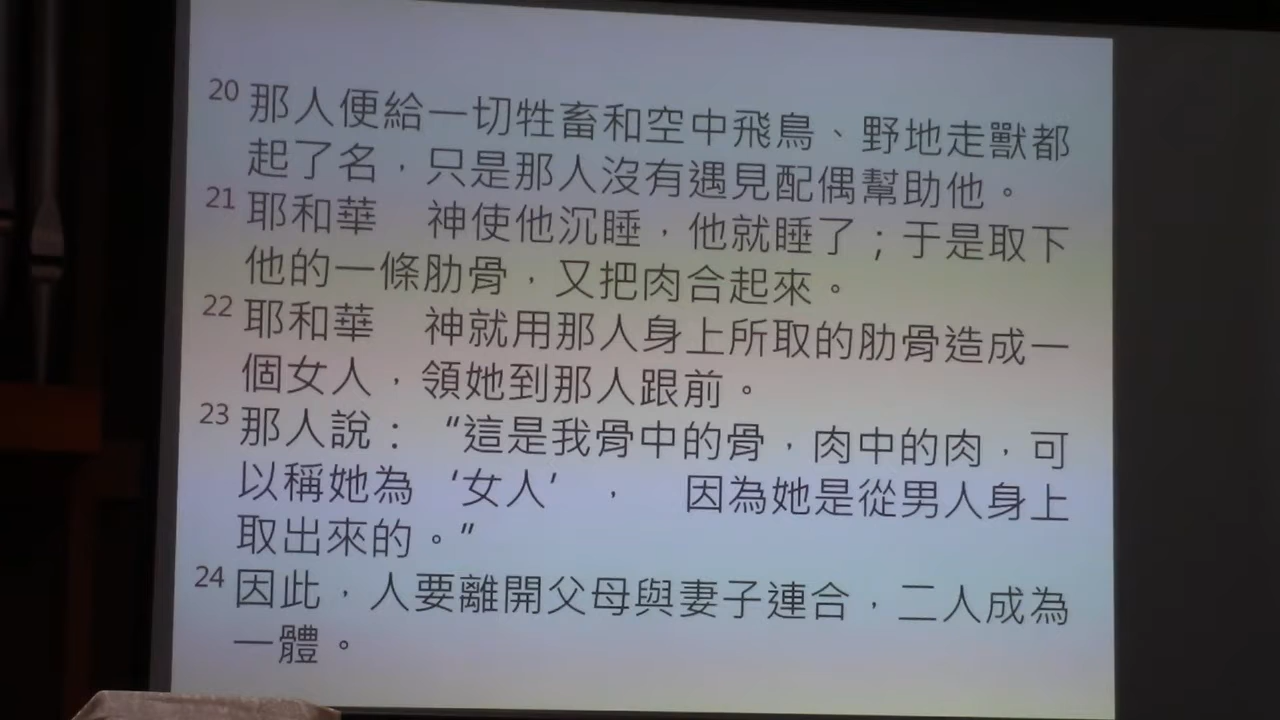 20 那人便給一切牲畜和空中飛鳥、野地走獸都
起了名，只是那人沒有遇見配偶幫助他。
21 耶和華　神使他沉睡，他就睡了；于是取下
他的一條肋骨，又把肉合起來。
22 耶和華　神就用那人身上所取的肋骨造成一
個女人，領她到那人跟前。
23 那人說：“這是我骨中的骨，肉中的肉，可
以稱她為‘女人’，　因為她是從男人身上
取出來的。”
24 因此，人要離開父母與妻子連合，二人成為
一體。